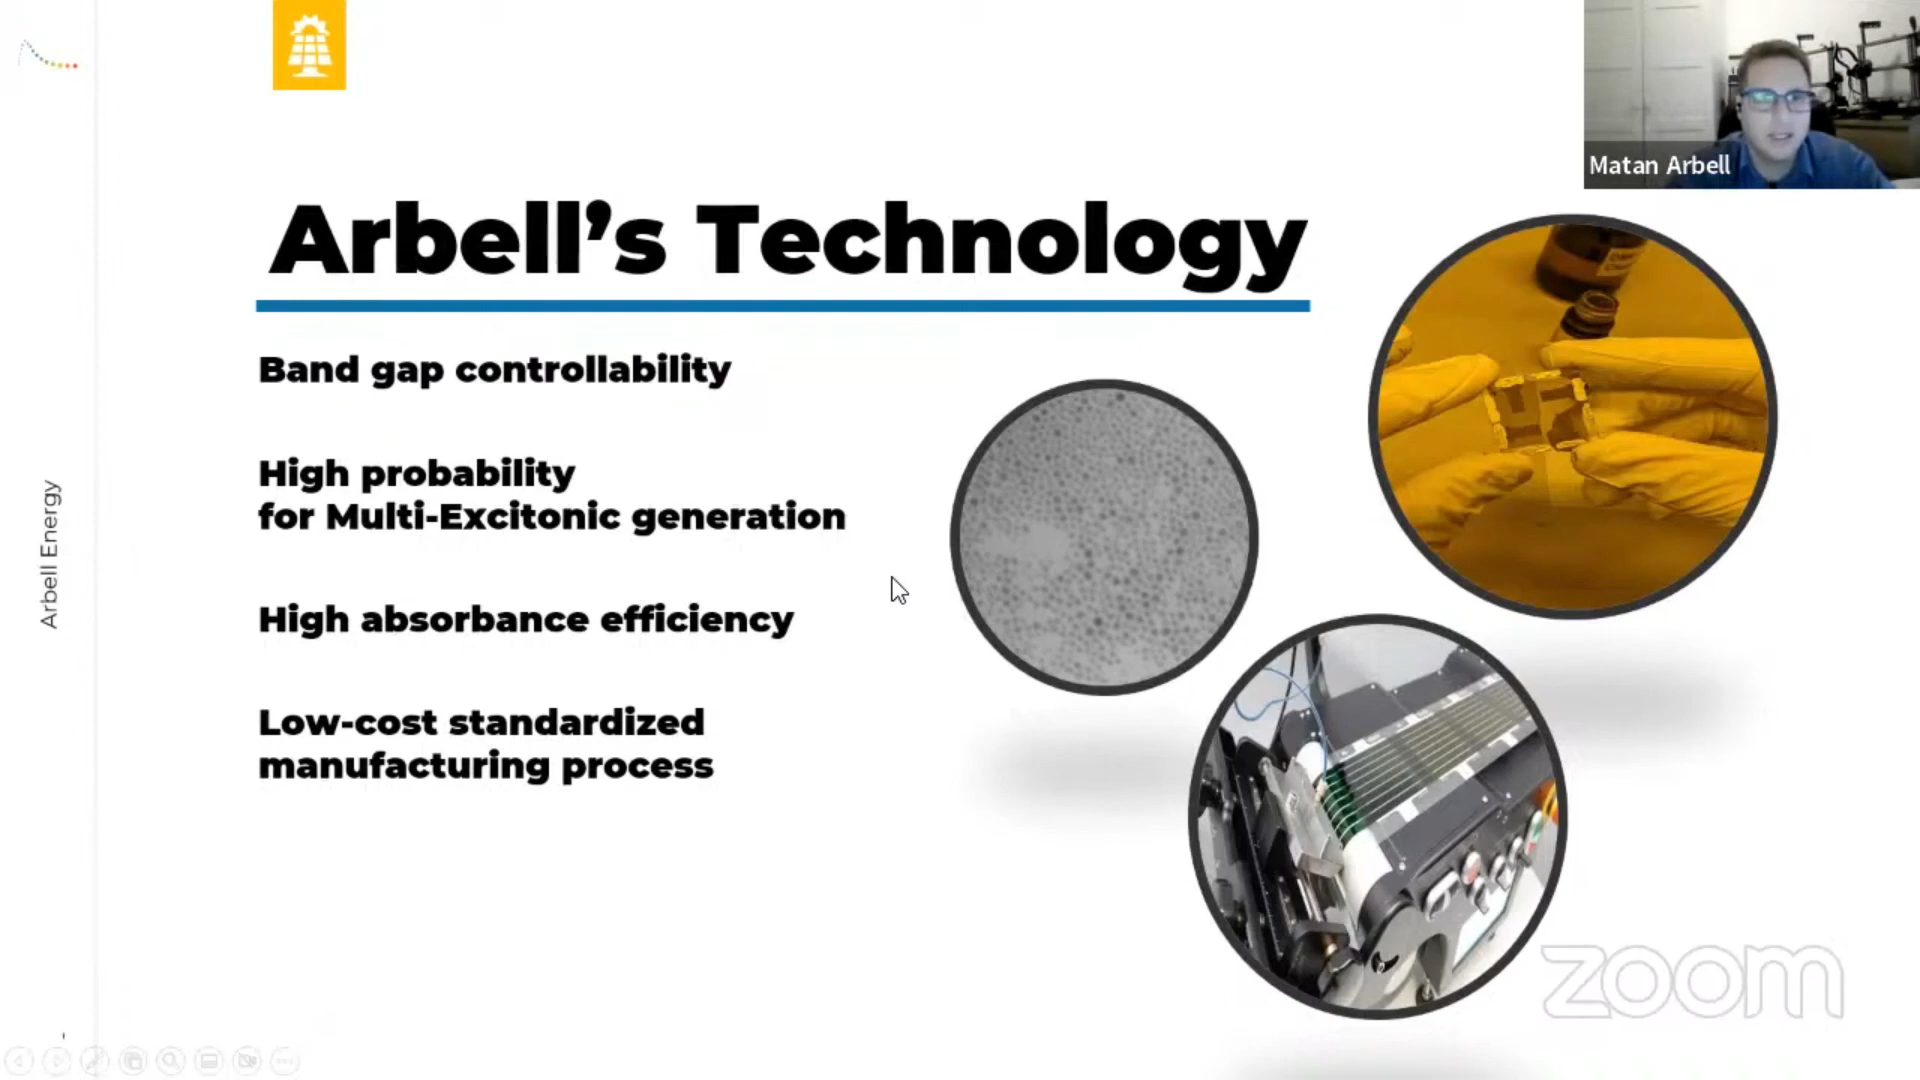 Matan Arbell
Arbell's Technology
Band gap controllability
High probability
for Multi-Excitonic generation
High absorbance efficiency
Low-cost standardized
manufacturing process
Arbell Energy
zoom